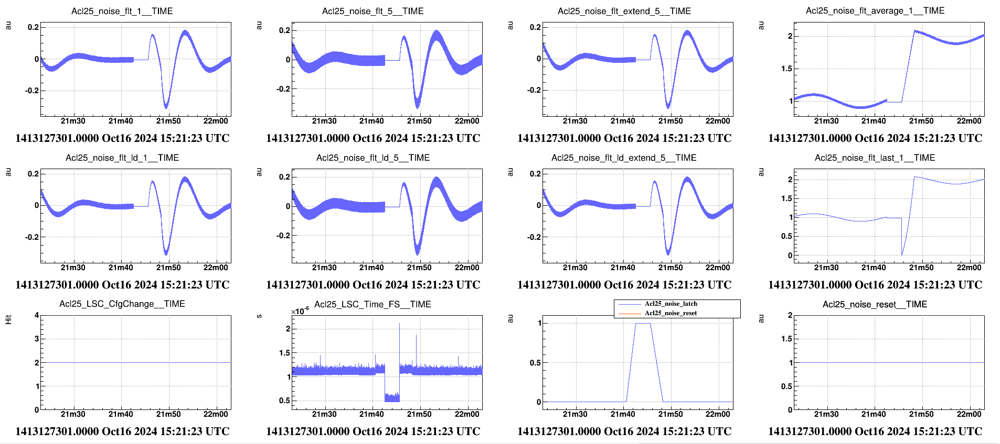 Acl25_noise_flt_1__TIME
au
0.2
0
-0.2
21m30 21m40 21m50 22m00
1413127301.0000 Oct16 2024 15:21:23 UTC
Acl25_noise_flt_5__TIME
au
0.2
0
-0.2
21m30 21m40 21m50 22m00
1413127301.0000 Oct16 2024 15:21:23 UTC
Acl25_noise_flt_extend_5__TIME
au
0.2
0
-0.2
21m30 21m40 21m50 22m00
1413127301.0000 Oct16 2024 15:21:23 UTC
Acl25_noise_flt_average_1__TIME
au
2
1.5
1
21m30 21m40 21m50 22m00
1413127301.0000 Oct16 2024 15:21:23 UTC
Acl25_noise_flt_ld_1__TIME
au
0.2
0
-0.2
21m30 21m40 21m50 22m00
1413127301.0000 Oct16 2024 15:21:23 UTC
Acl25_noise_flt_ld_5__TIME
au
0.2
0
-0.2
21m30 21m40 21m50 22m00
1413127301.0000 Oct16 2024 15:21:23 UTC
Acl25_noise_flt_ld_extend_5__TIME
au
0.2
0
-0.2
21m30 21m40 21m50 22m00
1413127301.0000 Oct16 2024 15:21:23 UTC
Acl25_noise_flt_last_1__TIME
au
2
1.5
1
0.5
0
21m30 21m40 21m50 22m00
1413127301.0000 Oct16 2024 15:21:23 UTC
Acl25_LSC_CfgChange__TIME
Hit
4
3
2
1
0
21m30 21m40 21m50 22m00
1413127301.0000 Oct16 2024 15:21:23 UTC
Acl25_LSC_Time_FS__TIME
s
×10⁻⁶
2
1.5
1
0.5
21m30 21m40 21m50 22m00
1413127301.0000 Oct16 2024 15:21:23 UTC
Acl25_noise_latch
Acl25_noise_reset
au
1
0.5
0
21m30 21m40 21m50 22m00
1413127301.0000 Oct16 2024 15:21:23 UTC
Acl25_noise_reset__TIME
au
2
1.5
1
0.5
0
21m30 21m40 21m50 22m00
1413127301.0000 Oct16 2024 15:21:23 UTC